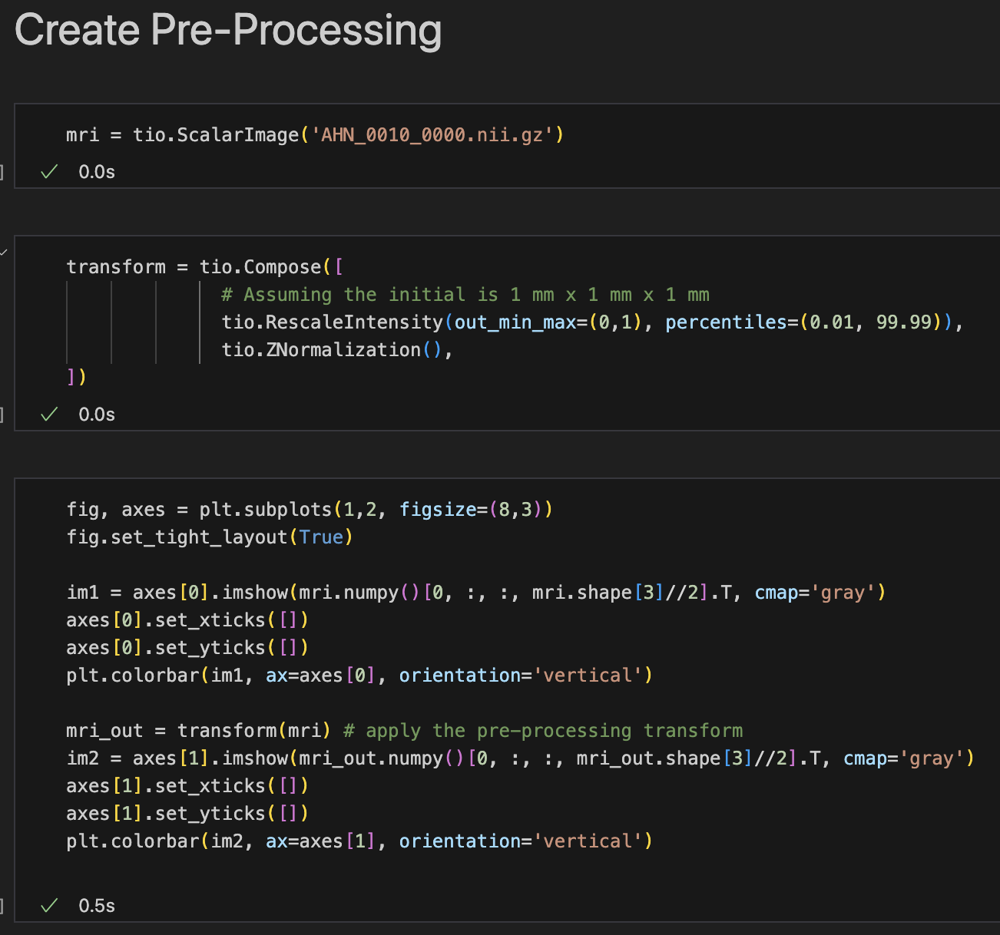 Create Pre-Processing
mri = tio.ScalarImage('AHN_0010_0000.nii.gz')
0.0s
transform = tio.Compose([
# Assuming the initial is 1 mm x 1 mm x 1 mm
tio.RescaleIntensity(out_min_max=(0,1), percentiles=(0.01, 99.99)),
tio.ZNormalization(),
])
0.0s
fig, axes = plt.subplots(1,2, figsize=(8,3))
fig.set_tight_layout(True)
im1 = axes[0].imshow(mri.numpy()[0, :, :, mri.shape[3]//2].T, cmap='gray')
axes[0].set_xticks([])
axes[0].set_yticks([])
plt.colorbar(im1, ax=axes[0], orientation='vertical')
mri_out = transform(mri) # apply the pre-processing transform
im2 = axes[1].imshow(mri_out.numpy()[0, :, :, mri_out.shape[3]//2].T, cmap='gray')
axes[1].set_xticks([])
axes[1].set_yticks([])
plt.colorbar(im2, ax=axes[1], orientation='vertical')
0.5s